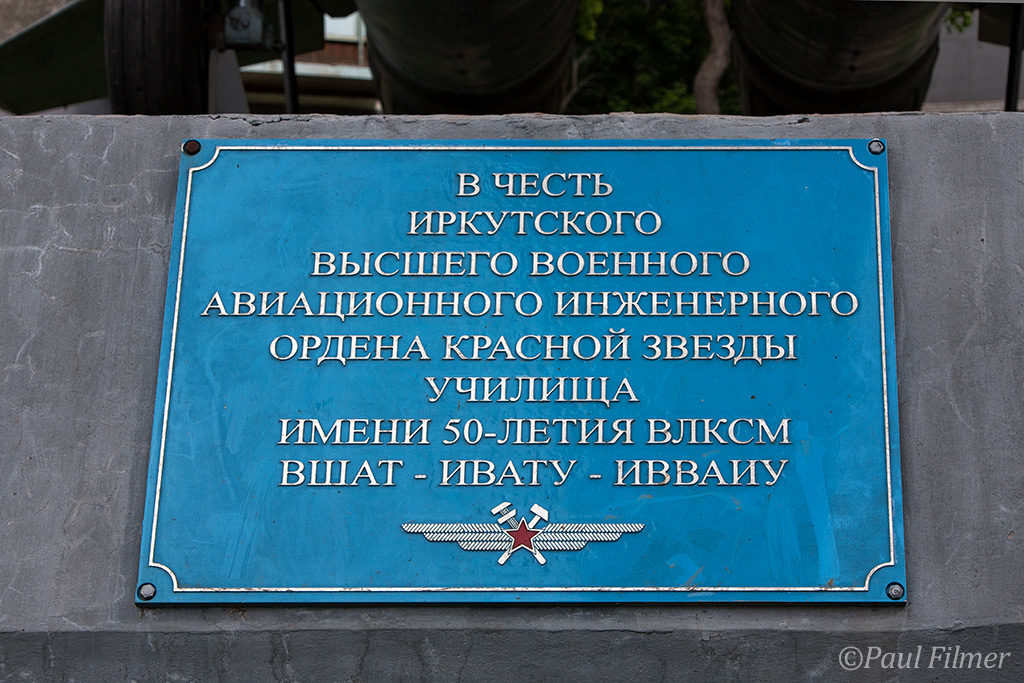 В ЧЕСТЬ
ИРКУТСКОГО
ВЫСШЕГО ВОЕННОГО
АВИАЦИОННОГО ИНЖЕНЕРНОГО
ОРДЕНА КРАСНОЙ ЗВЕЗДЫ
УЧИЛИЩА
ИМЕНИ 50-ЛЕТИЯ ВЛКСМ
ВШАТ - ИВАТУ - ИВВАИУ
©Paul Filmer